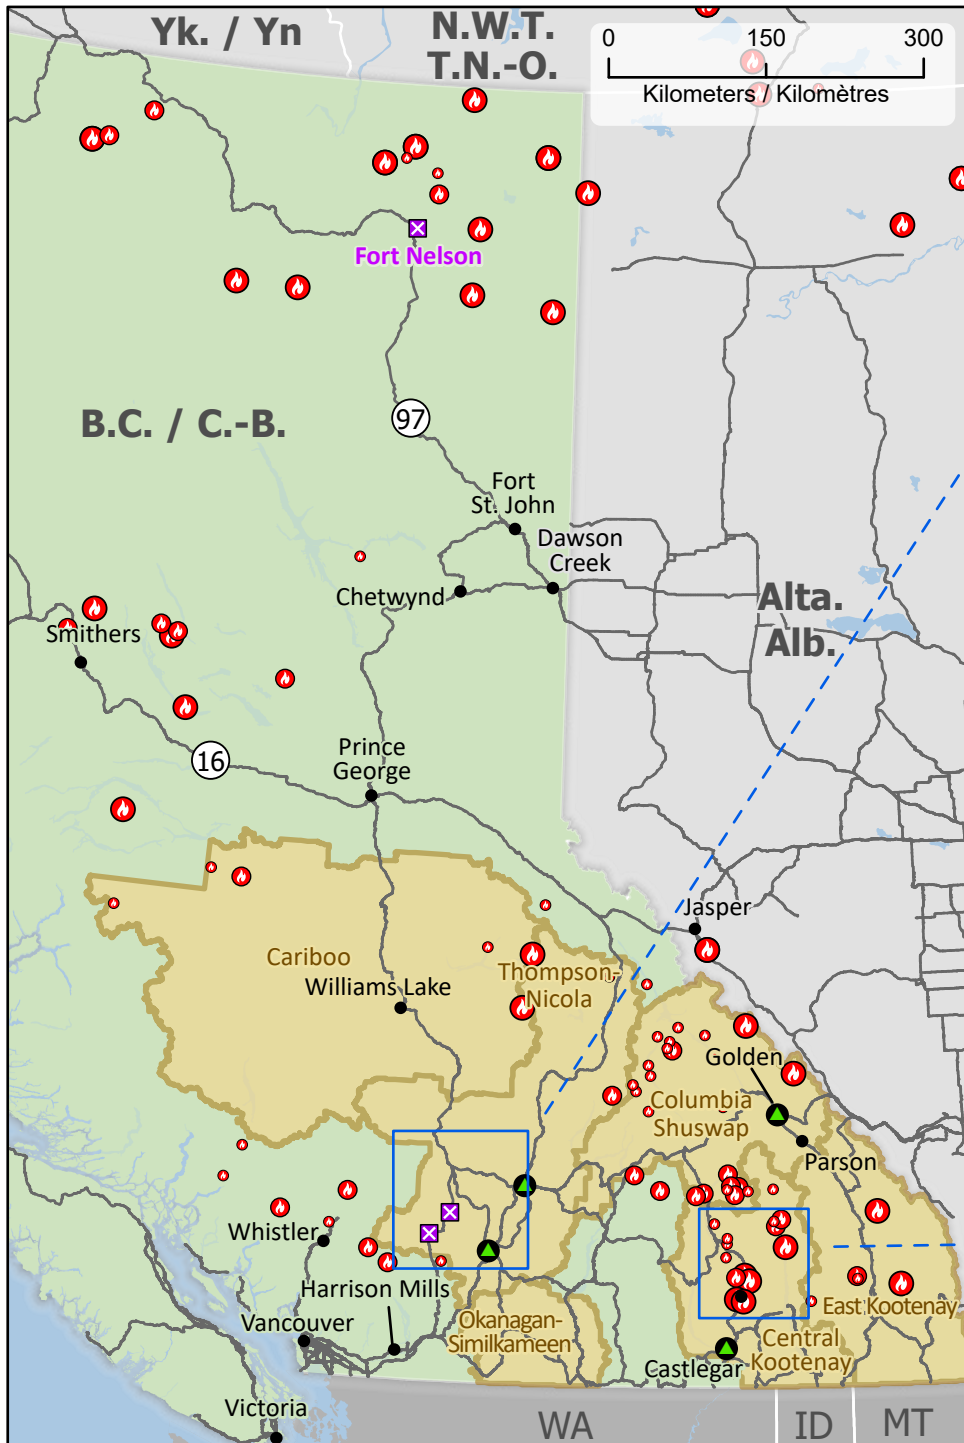 Yk. / Yn
N.W.T.
T.N.-O.
0 150 300
Kilometers / Kilomètres
Fort Nelson
B.C. / C.-B.
97
Fort
St. John
Dawson
Creek
Chetwynd
Alta.
Alb.
Smithers
Prince
George
16
Jasper
Cariboo
Thompson-
Nicola
Williams Lake
Golden
Columbia
Shuswap
Parson
Whistler
Harrison Mills
Vancouver
Okanagan-
Similkameen
East Kootenay
Central
Kootenay
Castlegar
Victoria
WA
ID
MT